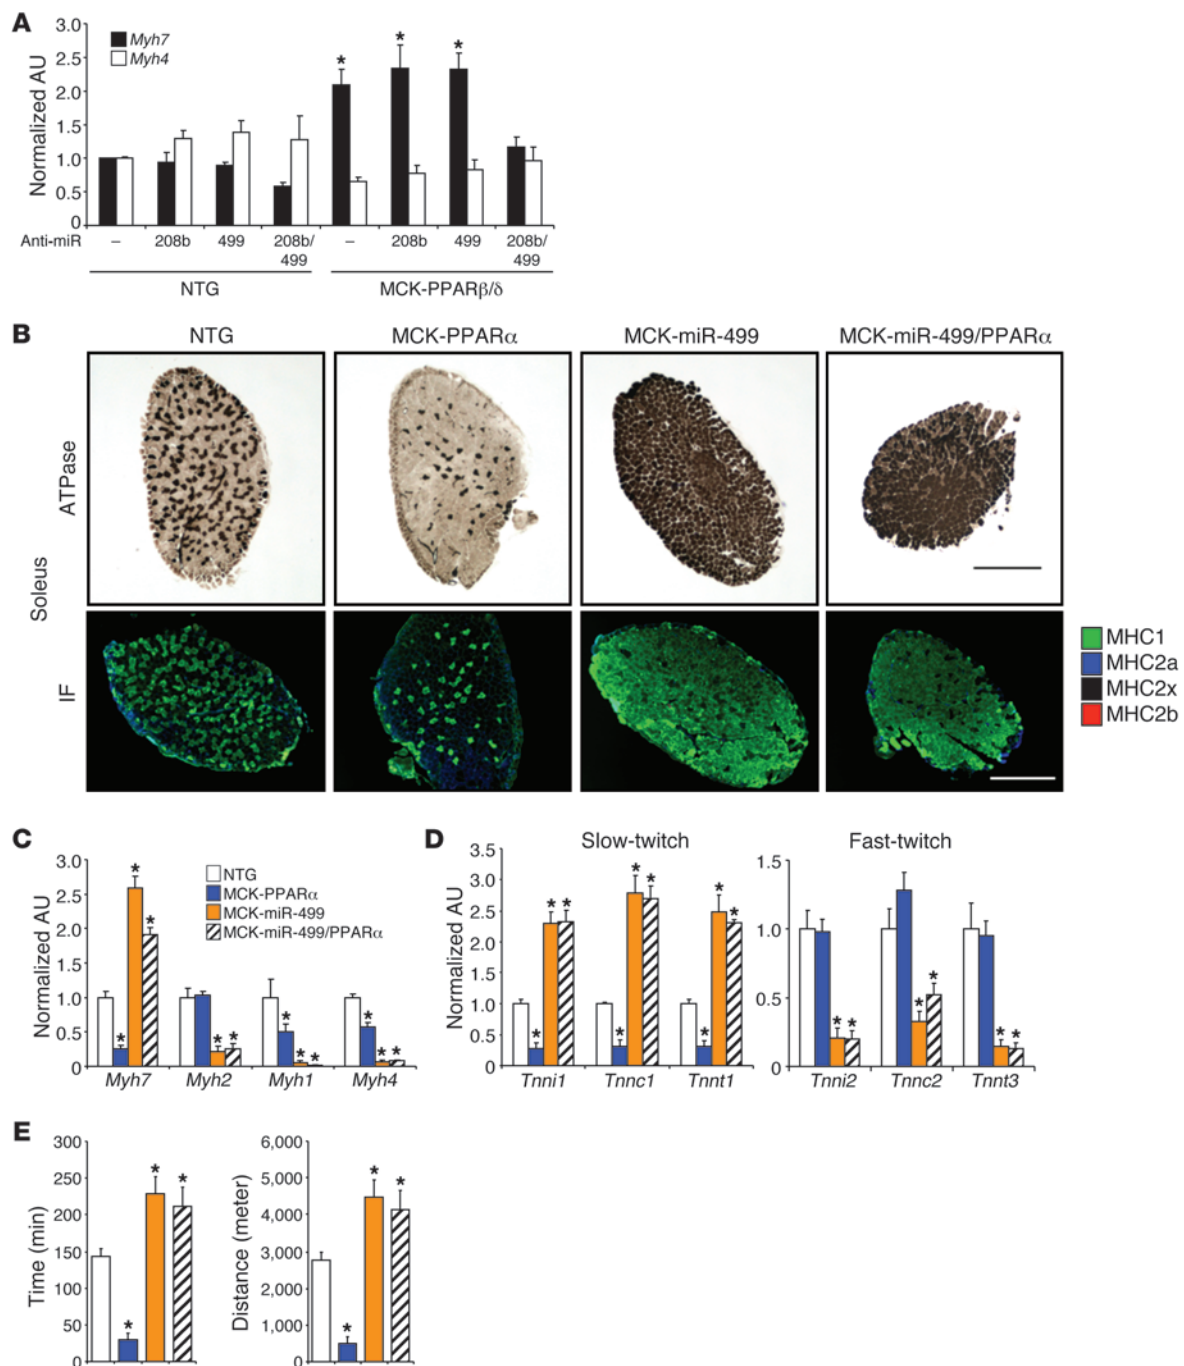 A
3.0
2.5
2.0
1.5
1.0
0.5
0
Normalized AU
Myh7
Myh4
* * *
Anti-miR – 208b 499 208b/ – 208b 499 208b/
499 499
NTG MCK-PPARβ/δ
B
NTG MCK-PPARα MCK-miR-499 MCK-miR-499/PPARα
Soleus
ATPase
IF
MHC1
MHC2a
MHC2x
MHC2b
C
3.0
2.5
2.0
1.5
1.0
0.5
0
Normalized AU
NTG
MCK-PPARα
MCK-miR-499
MCK-miR-499/PPARα
* * * * * * * * * * *
Myh7 Myh2 Myh1 Myh4
D
Slow-twitch
3.5
3.0
2.5
2.0
1.5
1.0
0.5
0
Normalized AU
* * * * * * * * *
Tnni1 Tnnc1 Tnnt1
Fast-twitch
1.5
1.0
0.5
0
* * * * * *
Tnni2 Tnnc2 Tnnt3
E
300
250
200
150
100
50
0
Time (min)
* * *
6,000
5,000
4,000
3,000
2,000
1,000
0
Distance (meter)
* * *